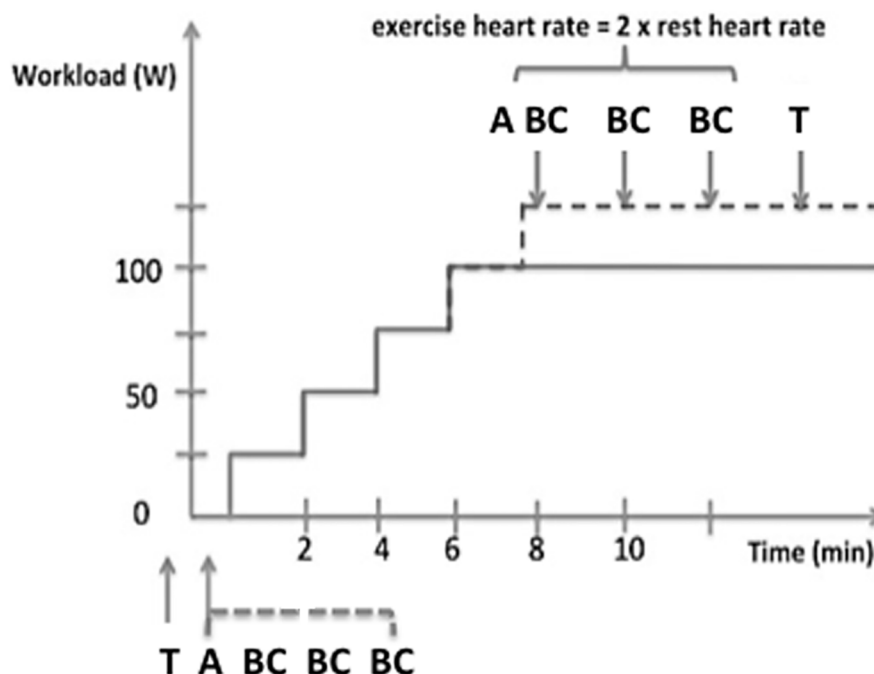 exercise heart rate = 2 x rest heart rate
Workload (W)
A BC BC BC T
100
50
0
2 4 6 8 10 Time (min)
T A BC BC BC